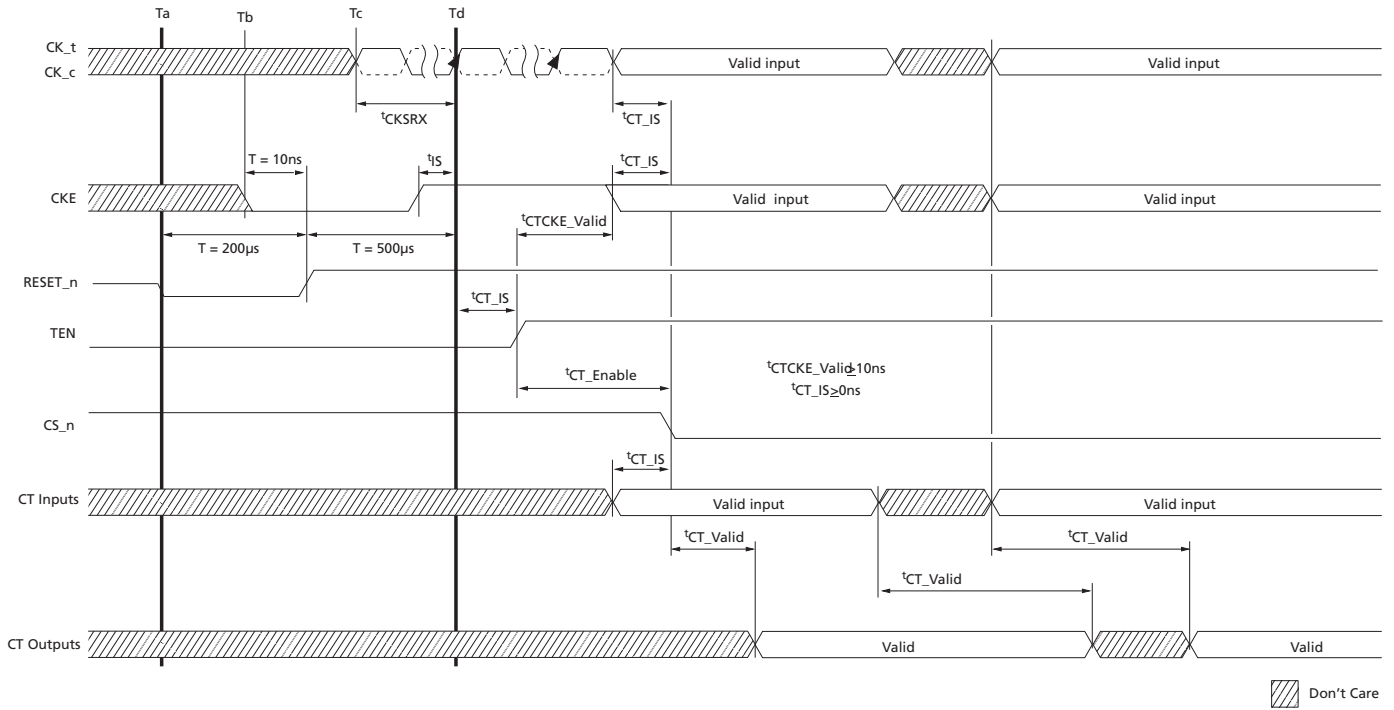 Ta Tb Tc Td
CK_t
CK_c
Valid input Valid input
tCKSRX tCT_IS
T = 10ns tIS tCT_IS
CKE Valid input Valid input
tCTCKE_Valid
T = 200µs T = 500µs
RESET_n
tCT_IS
TEN
tCT_Enable tCTCKE_Valid≥10ns
tCT_IS≥0ns
CS_n
tCT_IS
CT Inputs Valid input Valid input
tCT_Valid tCT_Valid
tCT_Valid
CT Outputs Valid Valid
Don't Care